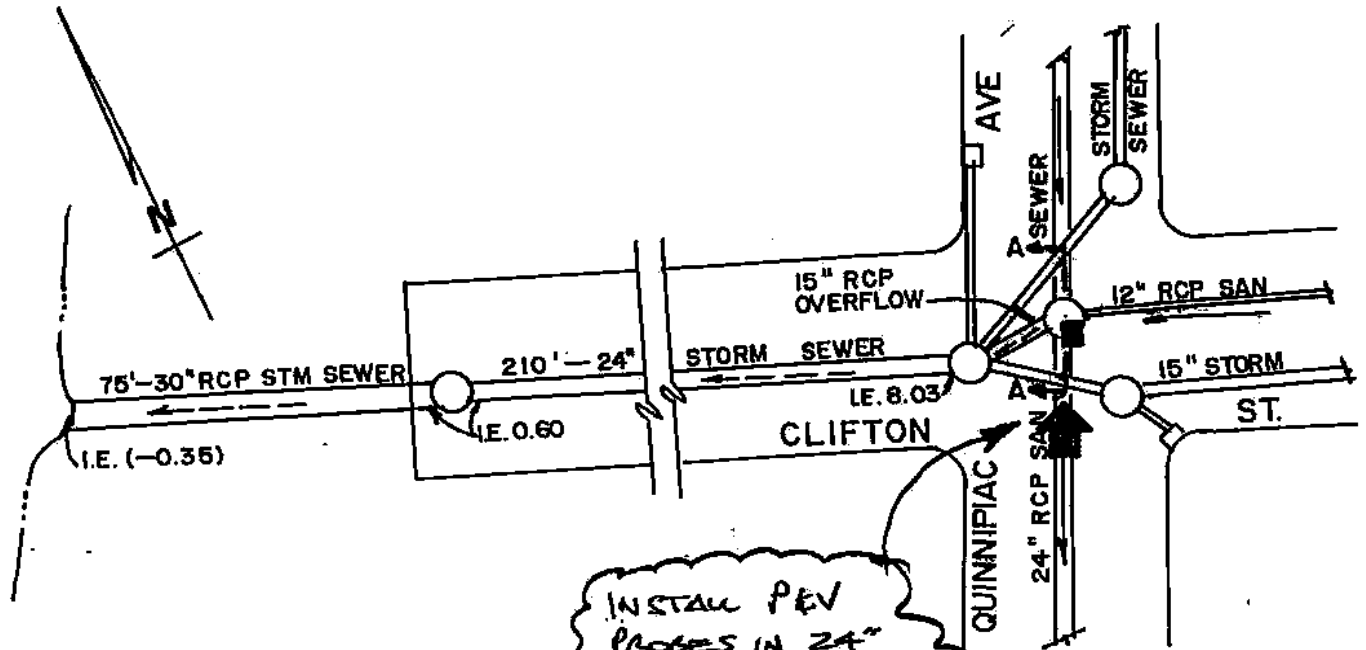 N
QUINNIPIAC AVE
SEWER
STORM SEWER
A
15" RCP
OVERFLOW
12" RCP SAN
75'-30" RCP STM SEWER
210'-24" STORM SEWER
15" STORM
I.E. 8.03
A
I.E. 0.60
CLIFTON ST.
I.E. (-0.35)
24" RCP SAN
INSTALL P&V
PROBES IN 24"